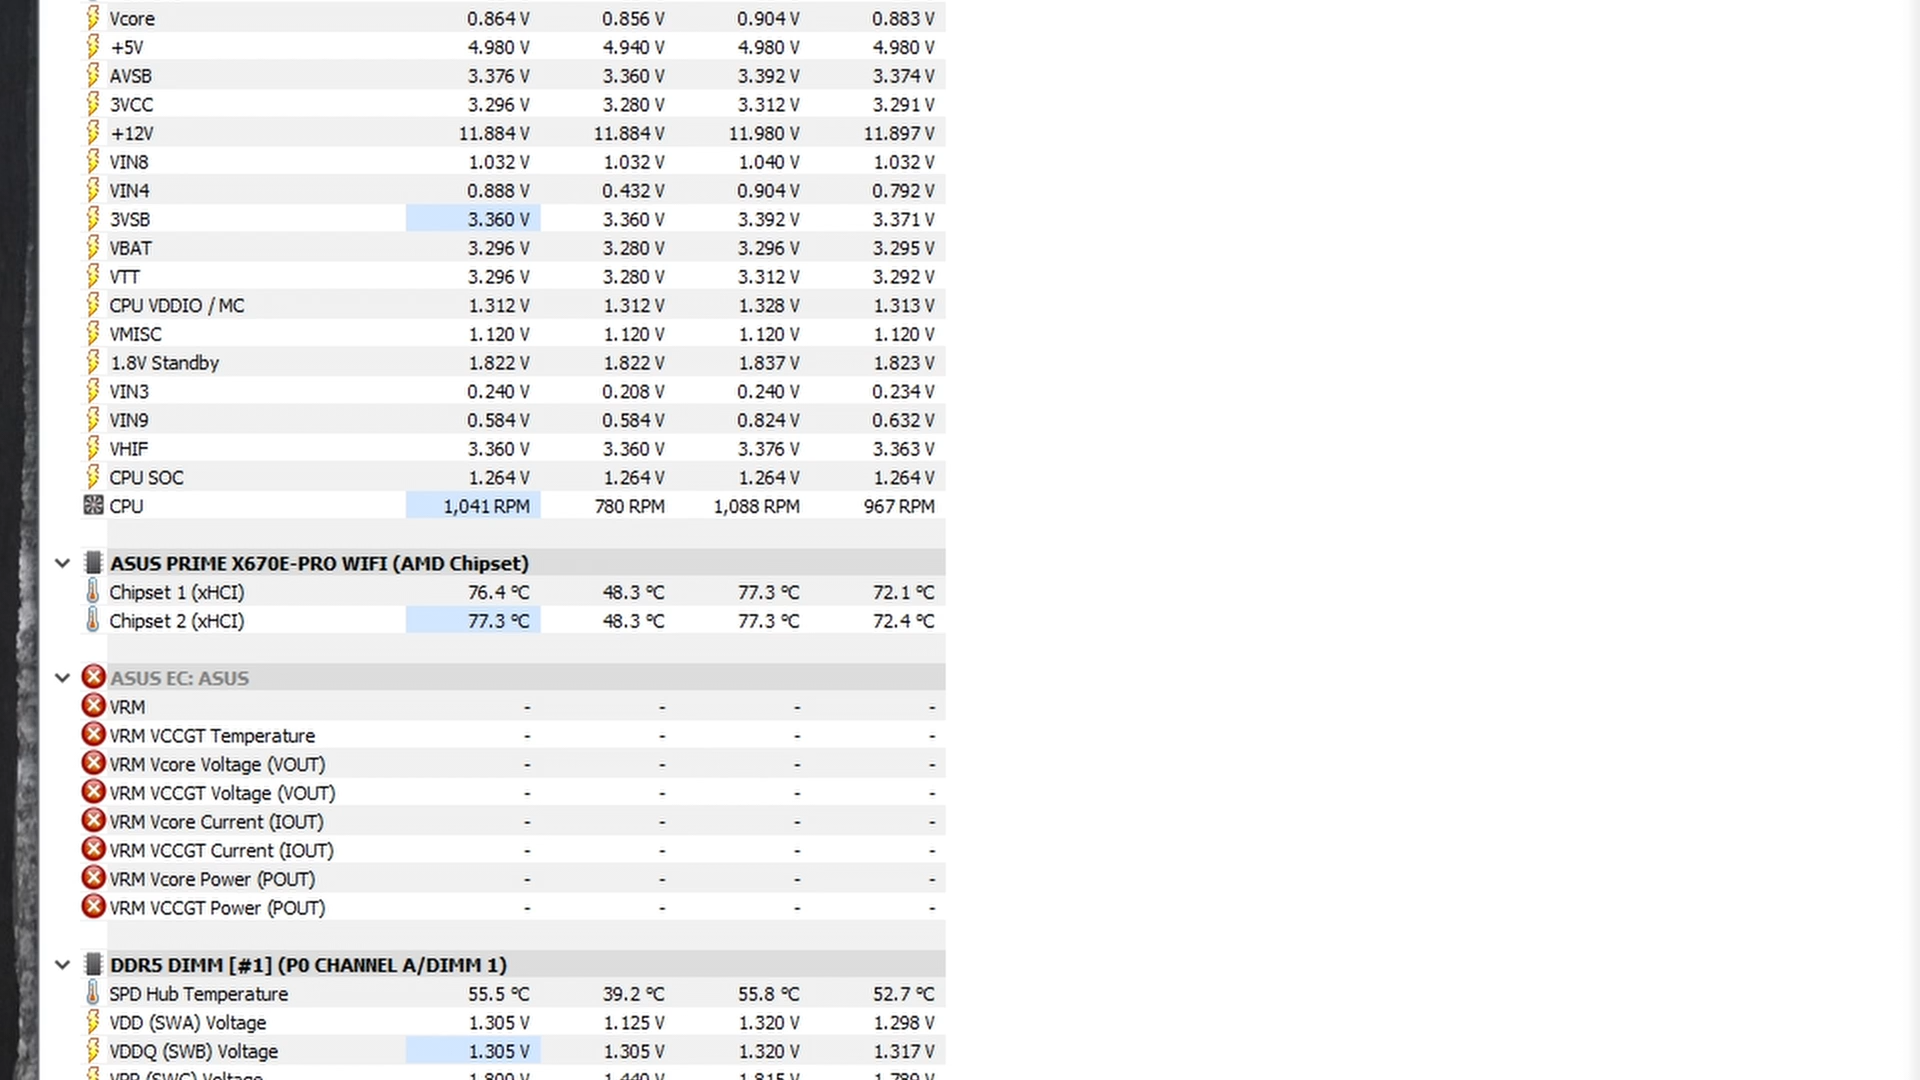 Vcore 0.864 V 0.856 V 0.904 V 0.883 V
+5V 4.980 V 4.940 V 4.980 V 4.980 V
AVSB 3.376 V 3.360 V 3.392 V 3.374 V
3VCC 3.296 V 3.280 V 3.312 V 3.291 V
+12V 11.884 V 11.884 V 11.980 V 11.897 V
VIN8 1.032 V 1.032 V 1.040 V 1.032 V
VIN4 0.888 V 0.432 V 0.904 V 0.792 V
3VSB 3.360 V 3.360 V 3.392 V 3.371 V
VBAT 3.296 V 3.280 V 3.296 V 3.295 V
VTT 3.296 V 3.280 V 3.312 V 3.292 V
CPU VDDIO / MC 1.312 V 1.312 V 1.328 V 1.313 V
VMISC 1.120 V 1.120 V 1.120 V 1.120 V
1.8V Standby 1.822 V 1.822 V 1.837 V 1.823 V
VIN3 0.240 V 0.208 V 0.240 V 0.234 V
VIN9 0.584 V 0.584 V 0.824 V 0.632 V
VHIF 3.360 V 3.360 V 3.376 V 3.363 V
CPU SOC 1.264 V 1.264 V 1.264 V 1.264 V
CPU 1,041 RPM 780 RPM 1,088 RPM 967 RPM
ASUS PRIME X670E-PRO WIFI (AMD Chipset)
Chipset 1 (xHCI) 76.4 °C 48.3 °C 77.3 °C 72.1 °C
Chipset 2 (xHCI) 77.3 °C 48.3 °C 77.3 °C 72.4 °C
ASUS EC: ASUS
VRM - - - -
VRM VCCGT Temperature - - - -
VRM Vcore Voltage (VOUT) - - - -
VRM VCCGT Voltage (VOUT) - - - -
VRM Vcore Current (IOUT) - - - -
VRM VCCGT Current (IOUT) - - - -
VRM Vcore Power (POUT) - - - -
VRM VCCGT Power (POUT) - - - -
DDR5 DIMM [#1] (P0 CHANNEL A/DIMM 1)
SPD Hub Temperature 55.5 °C 39.2 °C 55.8 °C 52.7 °C
VDD (SWA) Voltage 1.305 V 1.125 V 1.320 V 1.298 V
VDDQ (SWB) Voltage 1.305 V 1.305 V 1.320 V 1.317 V
VPP (SWC) Voltage 1.800 V 1.440 V 1.815 V 1.789 V